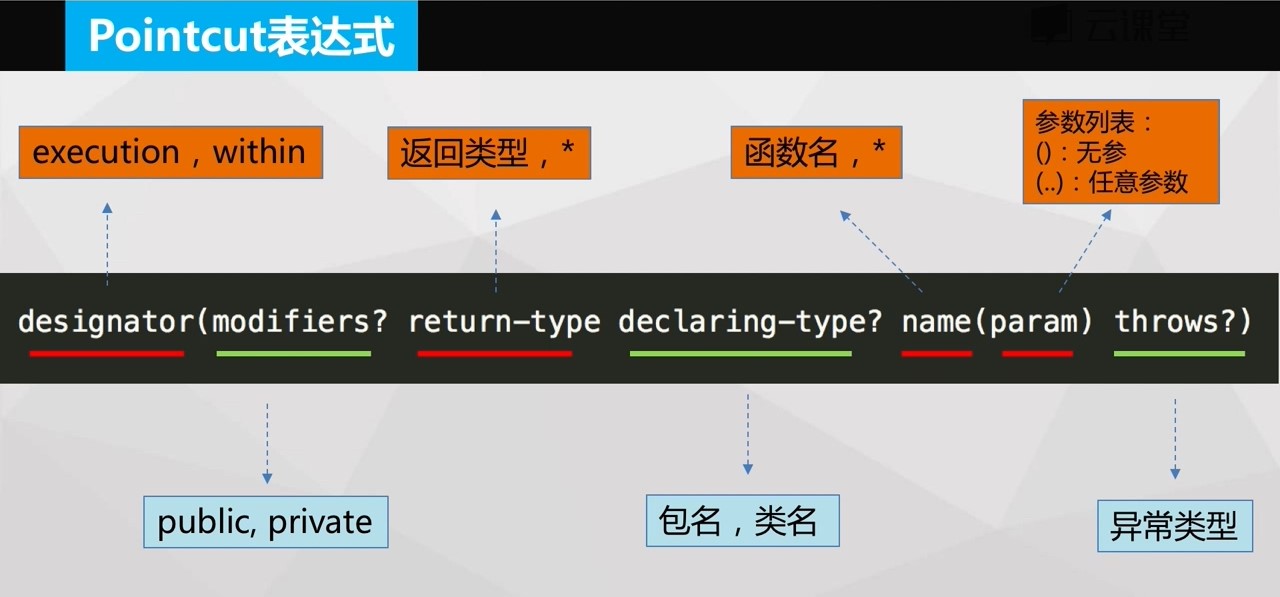 Pointcut表达式
云课堂
execution，within
返回类型，*
函数名，*
参数列表：
()：无参
(..)：任意参数
designator(modifiers? return-type declaring-type? name(param) throws?)
public, private
包名，类名
异常类型